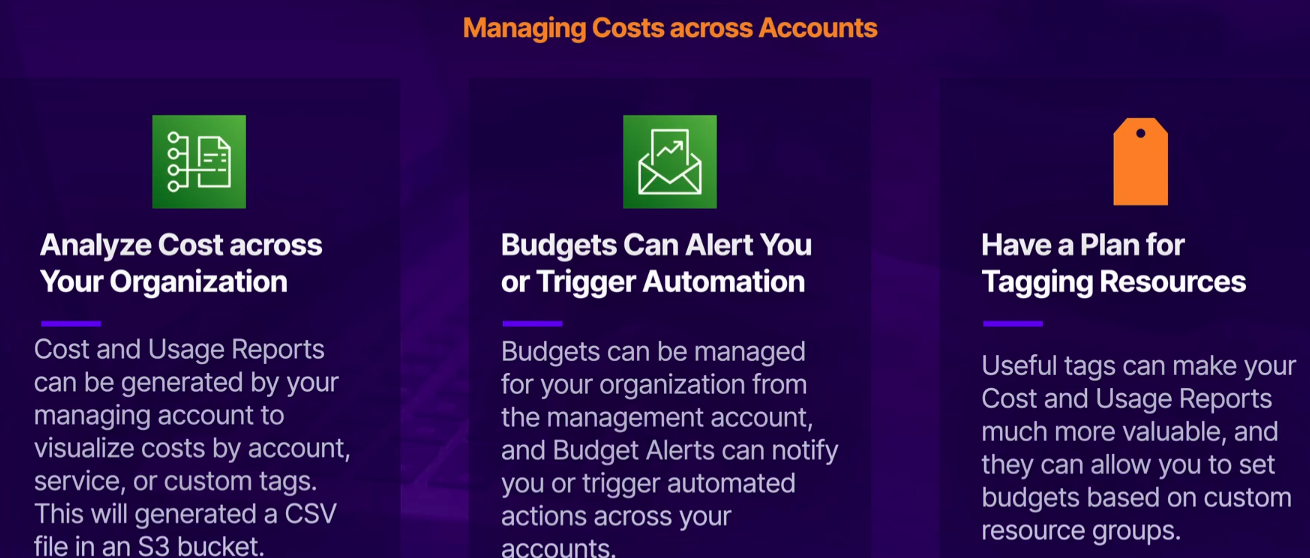 Managing Costs across Accounts
Analyze Cost across
Your Organization
Cost and Usage Reports
can be generated by your
managing account to
visualize costs by account,
service, or custom tags.
This will generated a CSV
file in an S3 bucket.
Budgets Can Alert You
or Trigger Automation
Budgets can be managed
for your organization from
the management account,
and Budget Alerts can notify
you or trigger automated
actions across your
accounts.
Have a Plan for
Tagging Resources
Useful tags can make your
Cost and Usage Reports
much more valuable, and
they can allow you to set
budgets based on custom
resource groups.